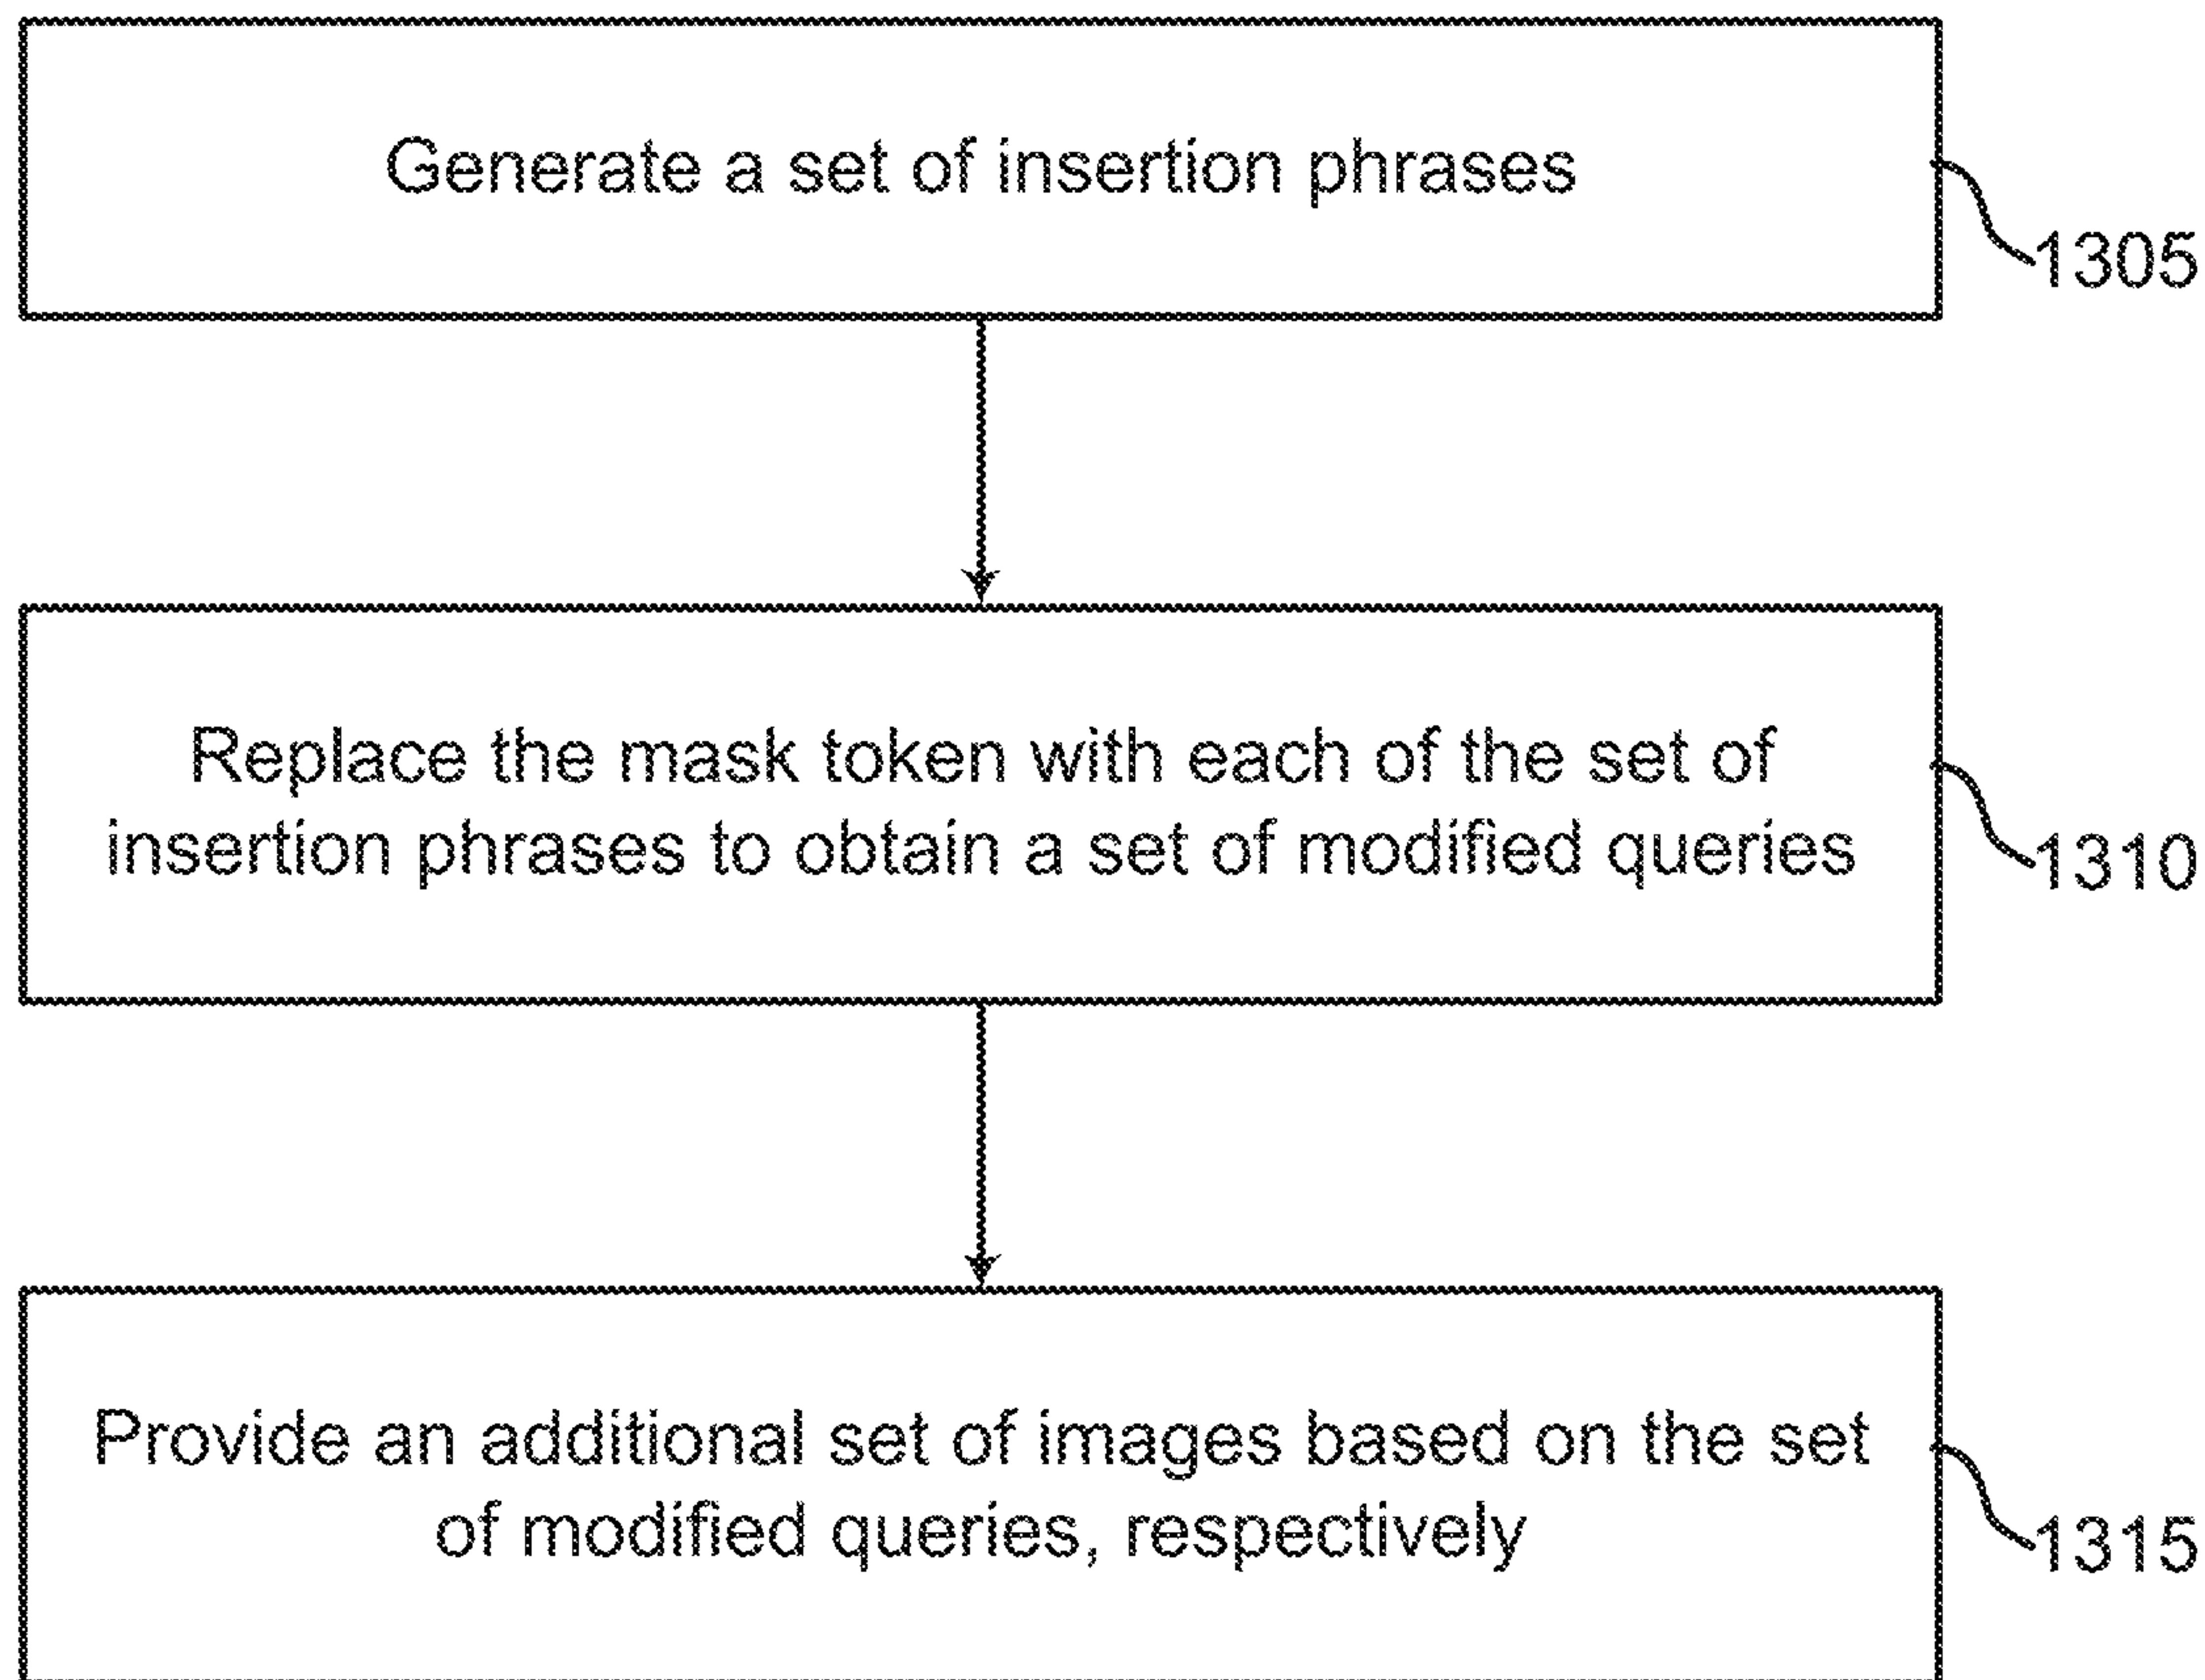 Generate a set of insertion phrases
1305
Replace the mask token with each of the set of
insertion phrases to obtain a set of modified queries
1310
Provide an additional set of images based on the set
of modified queries, respectively
1315